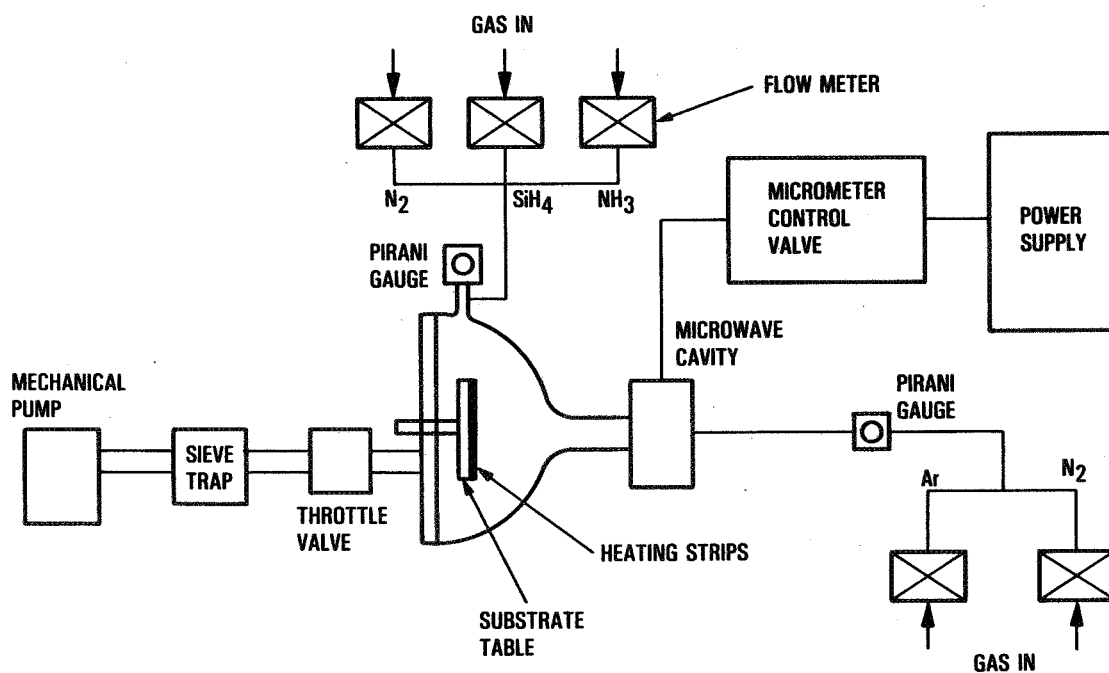 GAS IN
FLOW METER
N2
SiH4
NH3
MICROMETER
CONTROL
VALVE
POWER
SUPPLY
PIRANI
GAUGE
MICROWAVE
CAVITY
MECHANICAL
PUMP
SIEVE
TRAP
THROTTLE
VALVE
PIRANI
GAUGE
Ar
N2
HEATING STRIPS
SUBSTRATE
TABLE
GAS IN